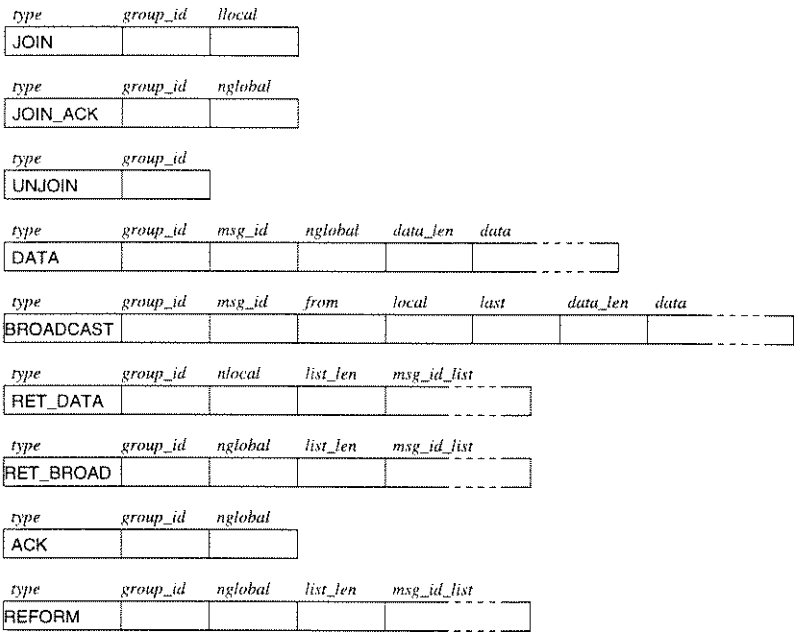 type group_id llocal
JOIN
type group_id nglobal
JOIN_ACK
type group_id
UNJOIN
type group_id msg_id nglobal data_len data
DATA
type group_id msg_id from local last data_len data
BROADCAST
type group_id nlocal list_len msg_id_list
RET_DATA
type group_id nglobal list_len msg_id_list
RET_BROAD
type group_id nglobal
ACK
type group_id nglobal list_len msg_id_list
REFORM